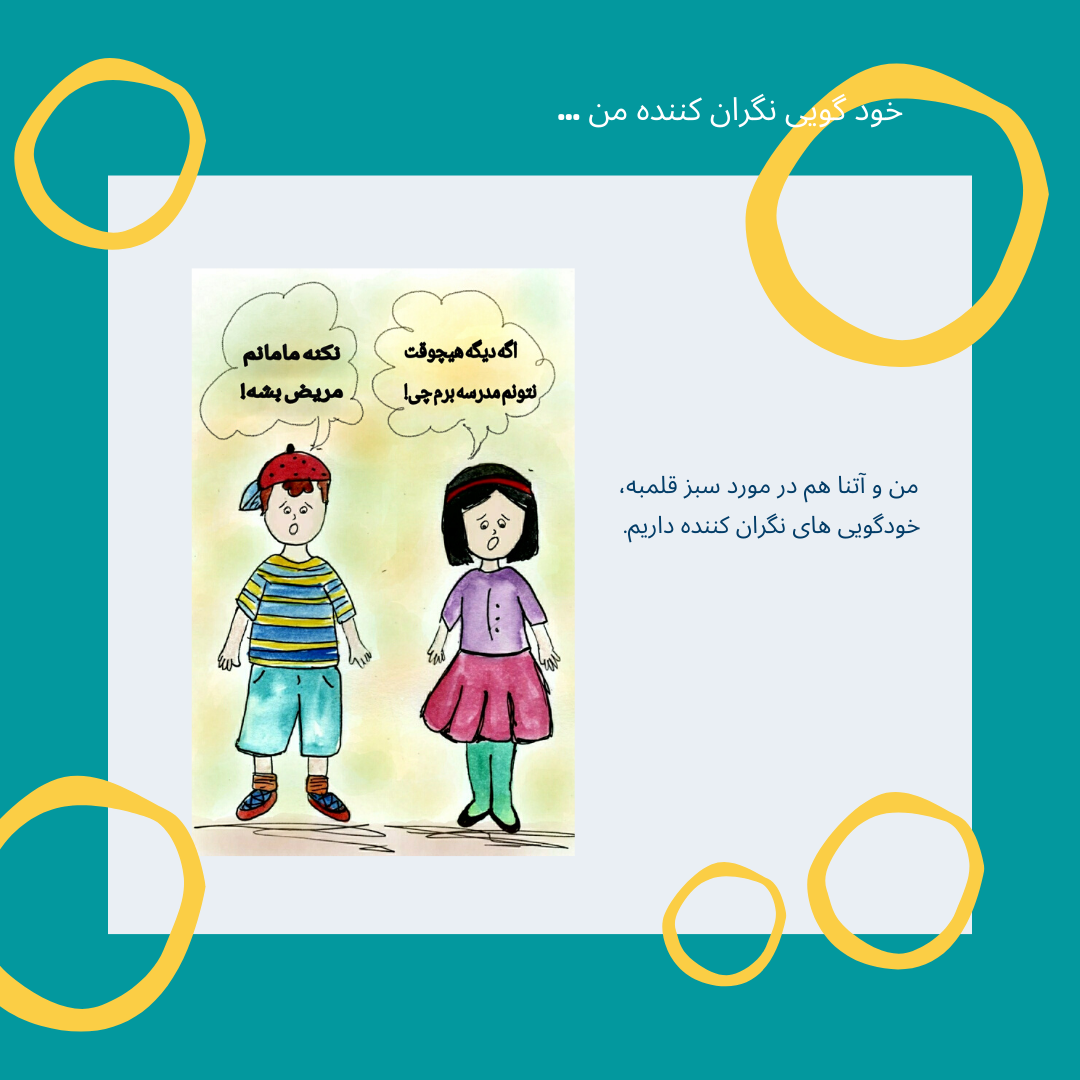 خود گویی نگران کننده من ...
اگه دیگه هیچوقت
نتونم مدرسه برم چی!
نکنه مامانم
مریض بشه!
من و آتنا هم در مورد سبز قلمبه،
خودگویی های نگران کننده داریم.